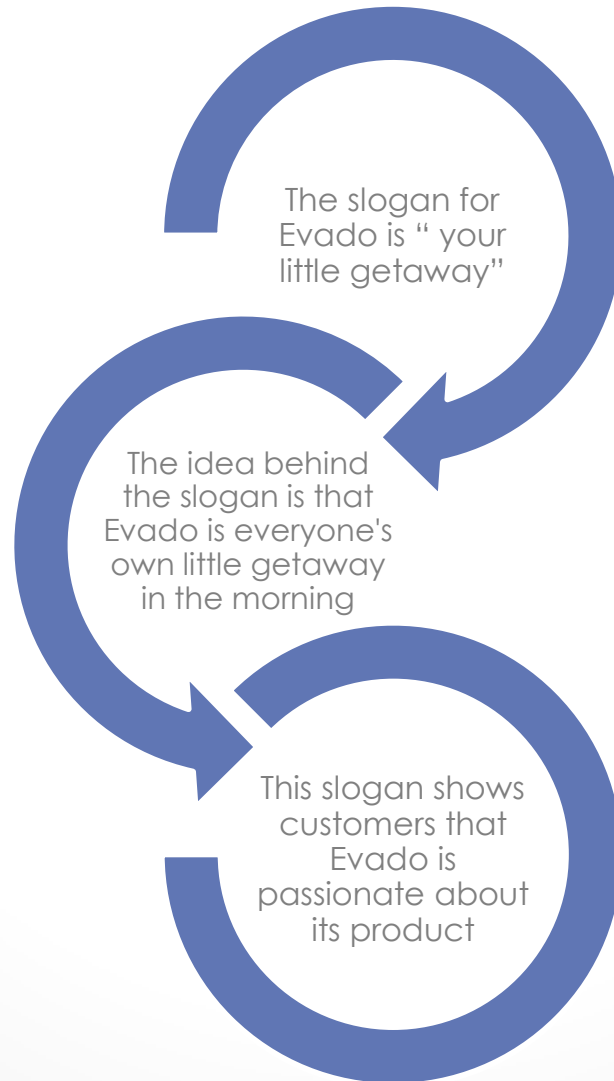 The slogan for
Evado is “ your
little getaway”
The idea behind
the slogan is that
Evado is everyone's
own little getaway
in the morning
This slogan shows
customers that
Evado is
passionate about
its product